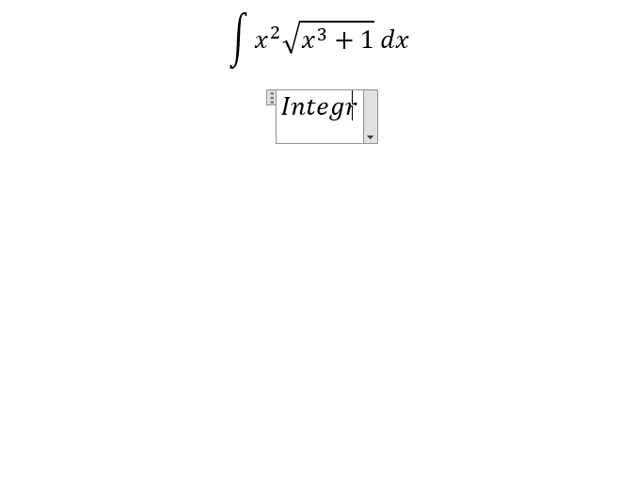 ∫ x²√(x³ + 1) dx
Integr